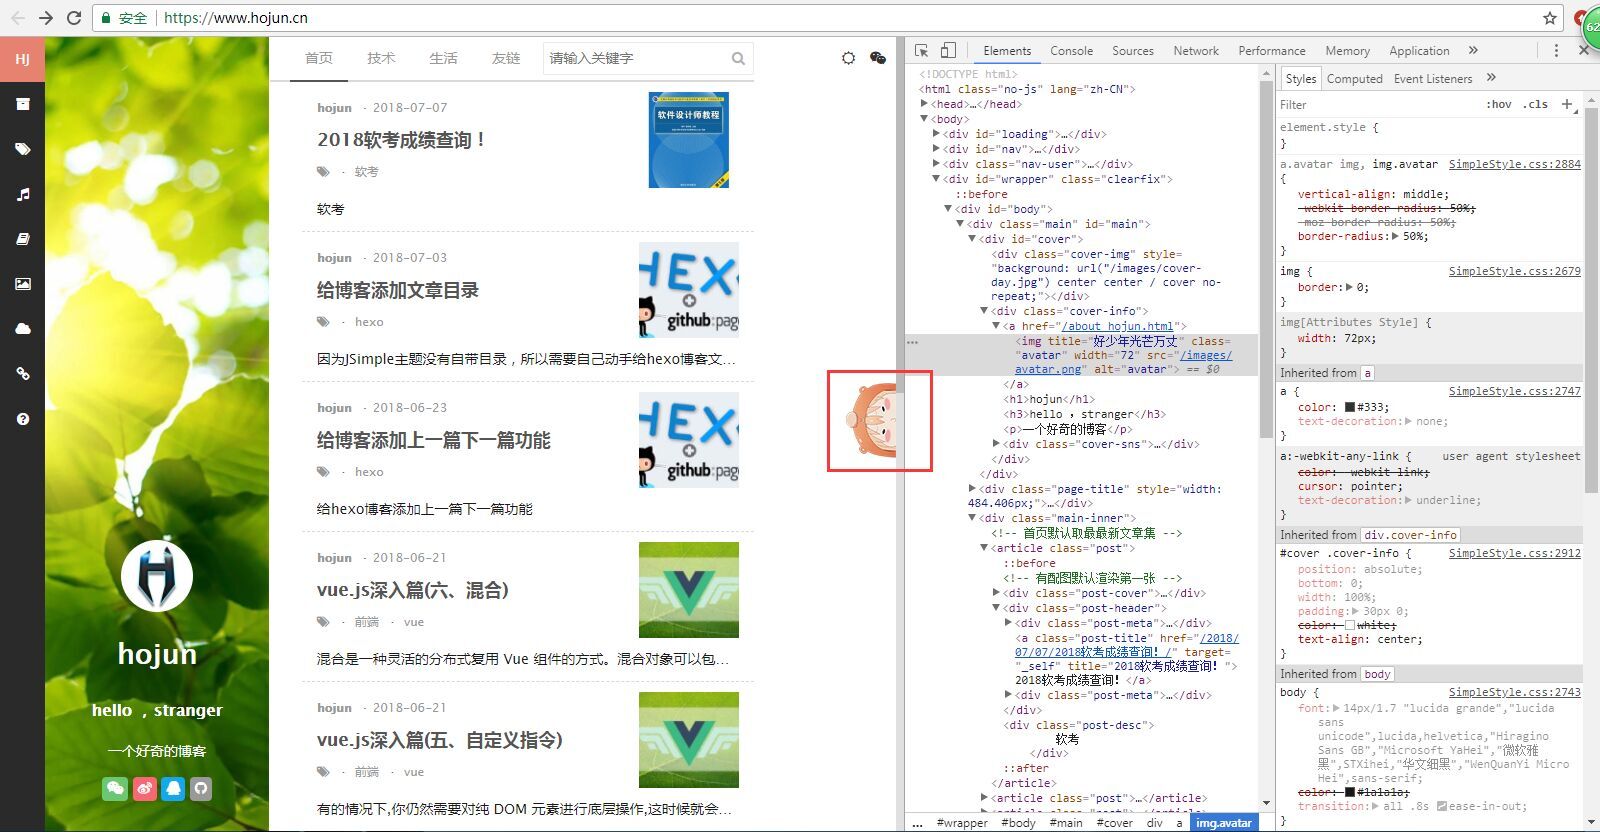 安全 | https://www.hojun.cn
62
HJ
首页 技术 生活 友链 请输入关键字
hojun · 2018-07-07
2018软考成绩查询！
· 软考
软考
软件设计师教程
hojun · 2018-07-03
给博客添加文章目录
· hexo
因为JSimple主题没有自带目录，所以需要自己动手给hexo博客文...
HEX
github:pag
hojun · 2018-06-23
给博客添加上一篇下一篇功能
· hexo
给hexo博客添加上一篇下一篇功能
HEX
github:pag
hojun · 2018-06-21
vue.js深入篇(六、混合)
· 前端 · vue
混合是一种灵活的分布式复用 Vue 组件的方式。混合对象可以包...
hojun · 2018-06-21
vue.js深入篇(五、自定义指令)
· 前端 · vue
有的情况下,你仍然需要对纯 DOM 元素进行底层操作,这时候就会...
hojun
hello ，stranger
一个好奇的博客
Elements Console Sources Network Performance Memory Application »
<!DOCTYPE html>
<html class="no-js" lang="zh-CN">
<head>…</head>
<body>
<div id="loading">…</div>
<div id="nav">…</div>
<div class="nav-user">…</div>
<div id="wrapper" class="clearfix">
::before
<div id="body">
<div class="main" id="main">
<div id="cover">
<div class="cover-img" style=
"background: url("/images/cover-
day.jpg") center center / cover no-
repeat;"></div>
<div class="cover-info">
<a href="/about_hojun.html">
<img title="好少年光芒万丈" class=
"avatar" width="72" src="/images/
avatar.png" alt="avatar"> == $0
</a>
<h1>hojun</h1>
<h3>hello ，stranger</h3>
<p>一个好奇的博客</p>
<div class="cover-sns">…</div>
</div>
</div>
<div class="page-title" style="width:
484.406px;">…</div>
<div class="main-inner">
<!-- 首页默认取最最新文章集 -->
<article class="post">
::before
<!-- 有配图默认渲染第一张 -->
<div class="post-cover">…</div>
<div class="post-header">
<div class="post-meta">…</div>
<a class="post-title" href="/2018/
07/07/2018软考成绩查询！/" target=
"_self" title="2018软考成绩查询！">
2018软考成绩查询！</a>
<div class="post-meta">…</div>
</div>
<div class="post-desc">
软考
</div>
::after
</article>
<article class="post">…</article>
<article class="post">…</article>
... #wrapper #body #main #cover div a img.avatar
Styles Computed Event Listeners »
Filter :hov .cls +
element.style {
}
a.avatar img, img.avatar SimpleStyle.css:2884
{
vertical-align: middle;
-webkit-border-radius: 50%;
-moz-border-radius: 50%;
border-radius: 50%;
}
img { SimpleStyle.css:2679
border: 0;
}
img[Attributes Style] {
width: 72px;
}
Inherited from a
a { SimpleStyle.css:2747
color: #333;
text-decoration: none;
}
a:-webkit-any-link { user agent stylesheet
color: -webkit-link;
cursor: pointer;
text-decoration: underline;
}
Inherited from div.cover-info
#cover .cover-info { SimpleStyle.css:2912
position: absolute;
bottom: 0;
width: 100%;
padding: 30px 0;
color: white;
text-align: center;
}
Inherited from body
body { SimpleStyle.css:2743
font: 14px/1.7 "lucida grande","lucida
sans
unicode",lucida,helvetica,"Hiragino
Sans GB","Microsoft YaHei","微软雅
黑",STXihei,"华文细黑","WenQuanYi Micro
Hei",sans-serif;
color: #1a1a1a;
transition: all .8s ease-in-out;
}